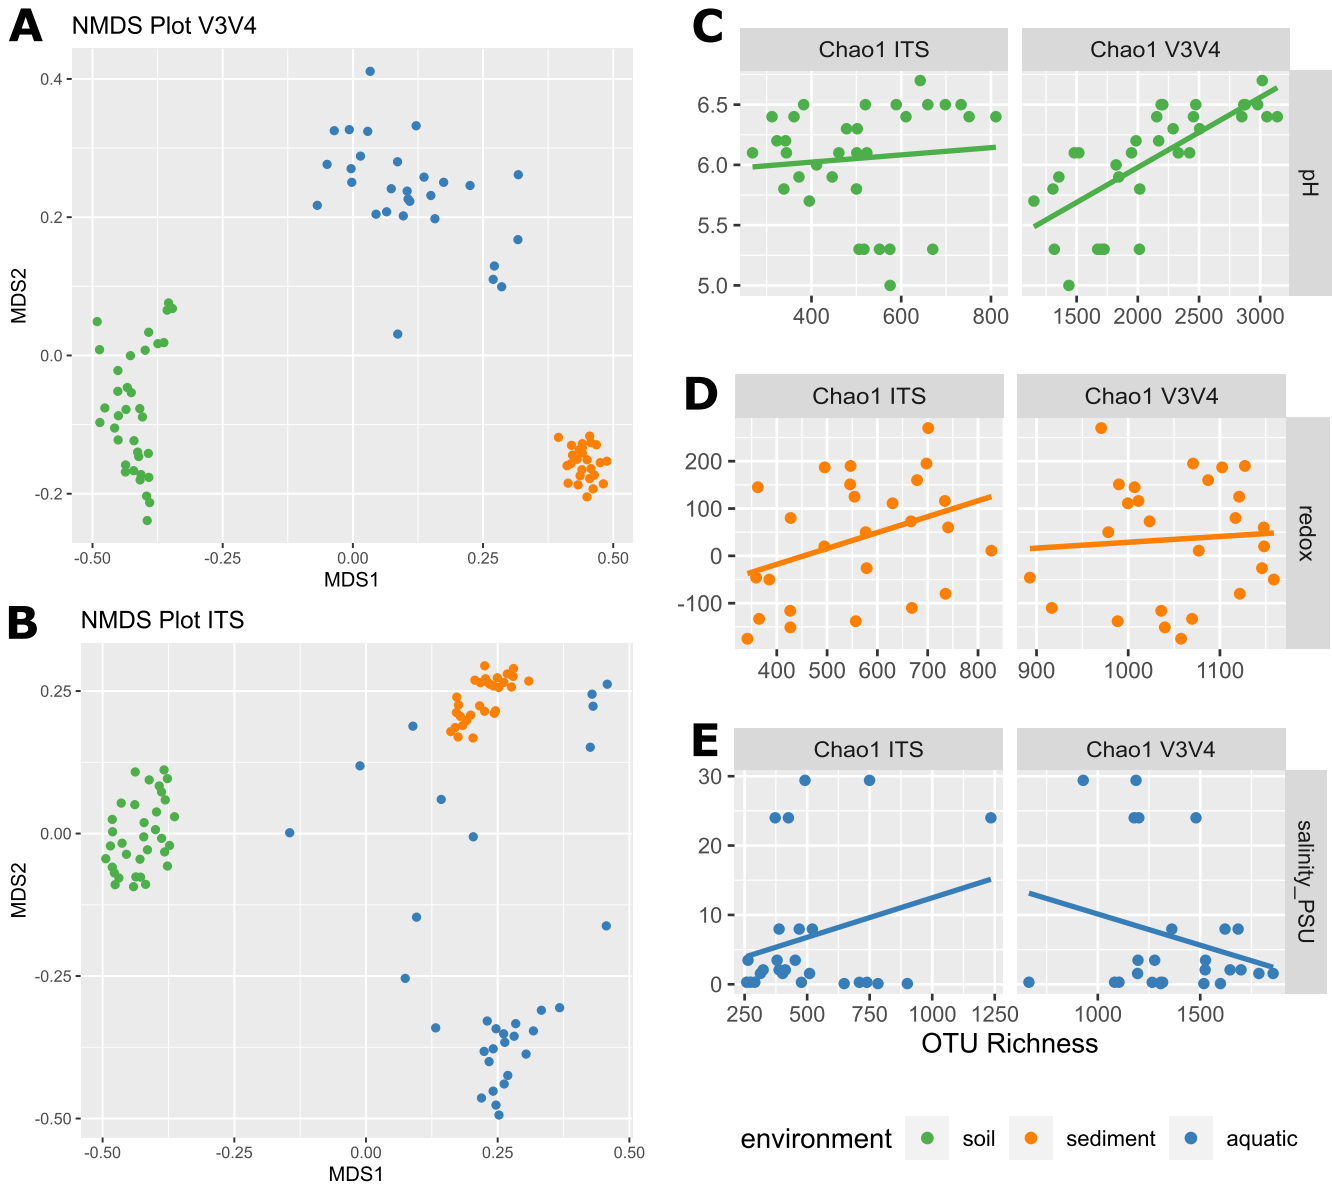 A
NMDS Plot V3V4
0.4
0.2
0.0
-0.2
MDS2
-0.50 -0.25 0.00 0.25 0.50
MDS1
B
NMDS Plot ITS
0.25
0.00
-0.25
-0.50
MDS2
-0.50 -0.25 0.00 0.25 0.50
MDS1
C
Chao1 ITS Chao1 V3V4
6.5
6.0
5.5
5.0
pH
400 600 800 1500 2000 2500 3000
D
Chao1 ITS Chao1 V3V4
200
100
0
-100
redox
400 500 600 700 800 900 1000 1100
E
Chao1 ITS Chao1 V3V4
30
20
10
0
salinity_PSU
250 500 750 1000 1250 1000 1500
OTU Richness
environment soil sediment aquatic